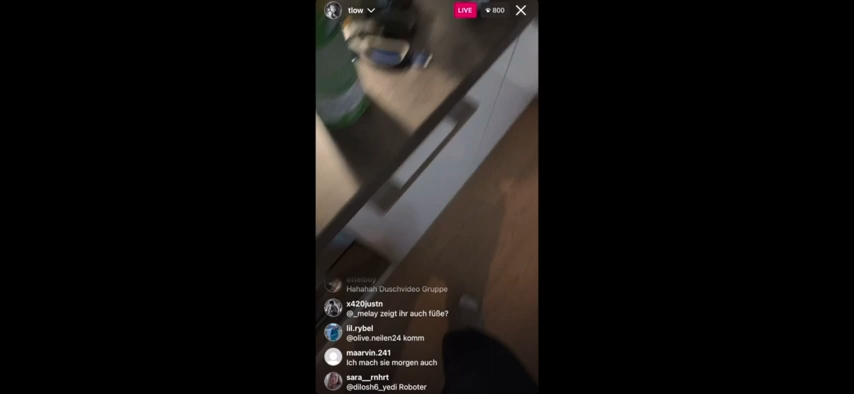 tlow
LIVE
800
Hahahah Duschvideo Gruppe
x420justn
@_melay zeigt ihr auch füße?
lil.rybel
@olive.neilen24 komm
maarvin.241
Ich mach sie morgen auch
sara__rnhrt
@dilosh6_yedi Roboter